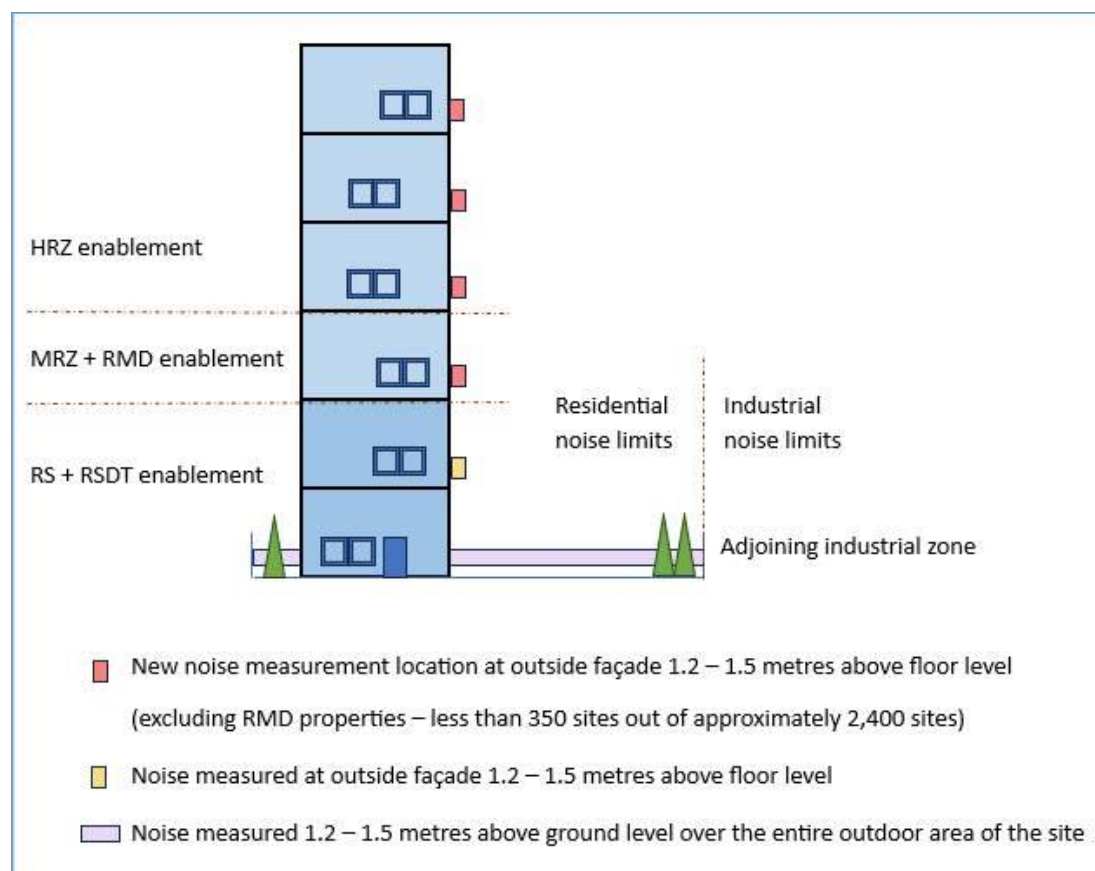 HRZ enablement
MRZ + RMD enablement
Residential
noise limits
Industrial
noise limits
RS + RSDT enablement
Adjoining industrial zone
New noise measurement location at outside façade 1.2 – 1.5 metres above floor level
(excluding RMD properties – less than 350 sites out of approximately 2,400 sites)
Noise measured at outside façade 1.2 – 1.5 metres above floor level
Noise measured 1.2 – 1.5 metres above ground level over the entire outdoor area of the site